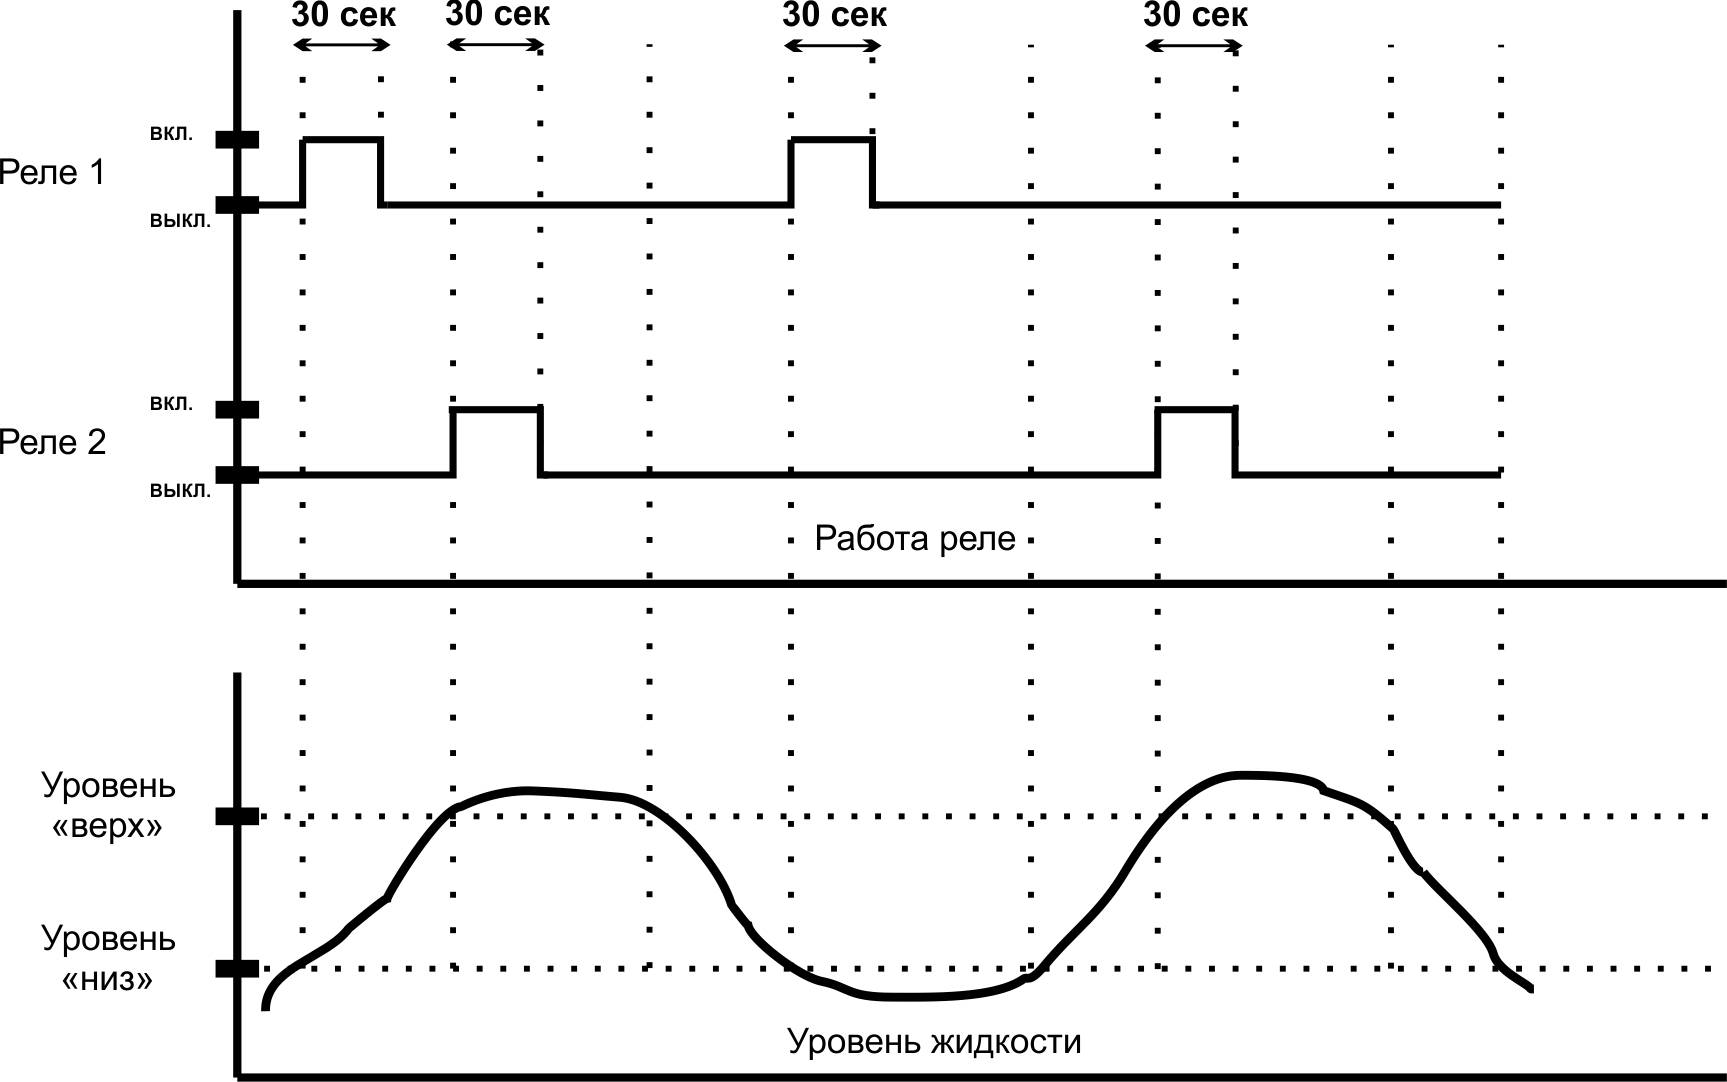 30 сек
30 сек
30 сек
30 сек
вкл.
Реле 1
выкл.
вкл.
Реле 2
выкл.
Работа реле
Уровень
«верх»
Уровень
«низ»
Уровень жидкости